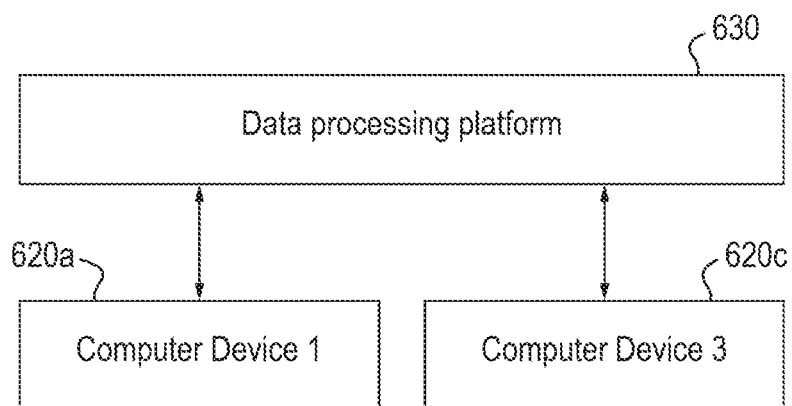 630
Data processing platform
620a
620c
Computer Device 1
Computer Device 3